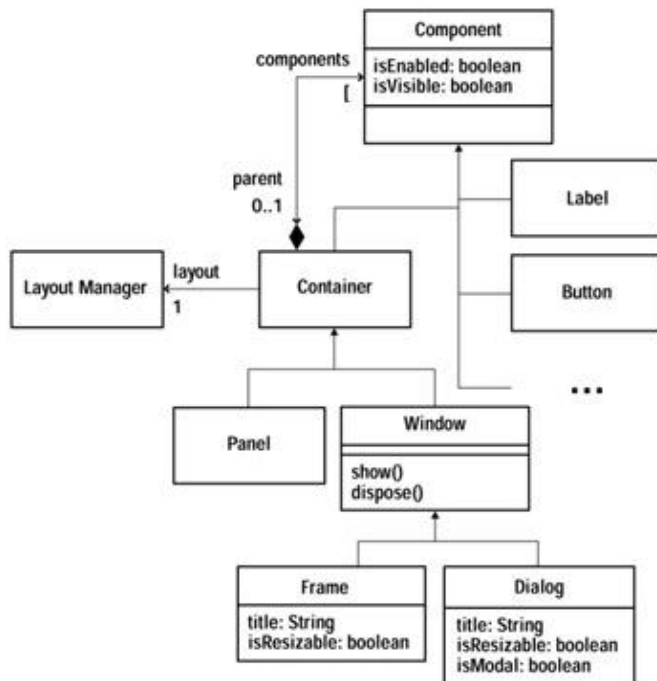 Component
isEnabled: boolean
isVisible: boolean
components
[
parent
0..1
Label
Layout Manager
layout
1
Container
Button
...
Panel
Window
show()
dispose()
Frame
title: String
isResizable: boolean
Dialog
title: String
isResizable: boolean
isModal: boolean